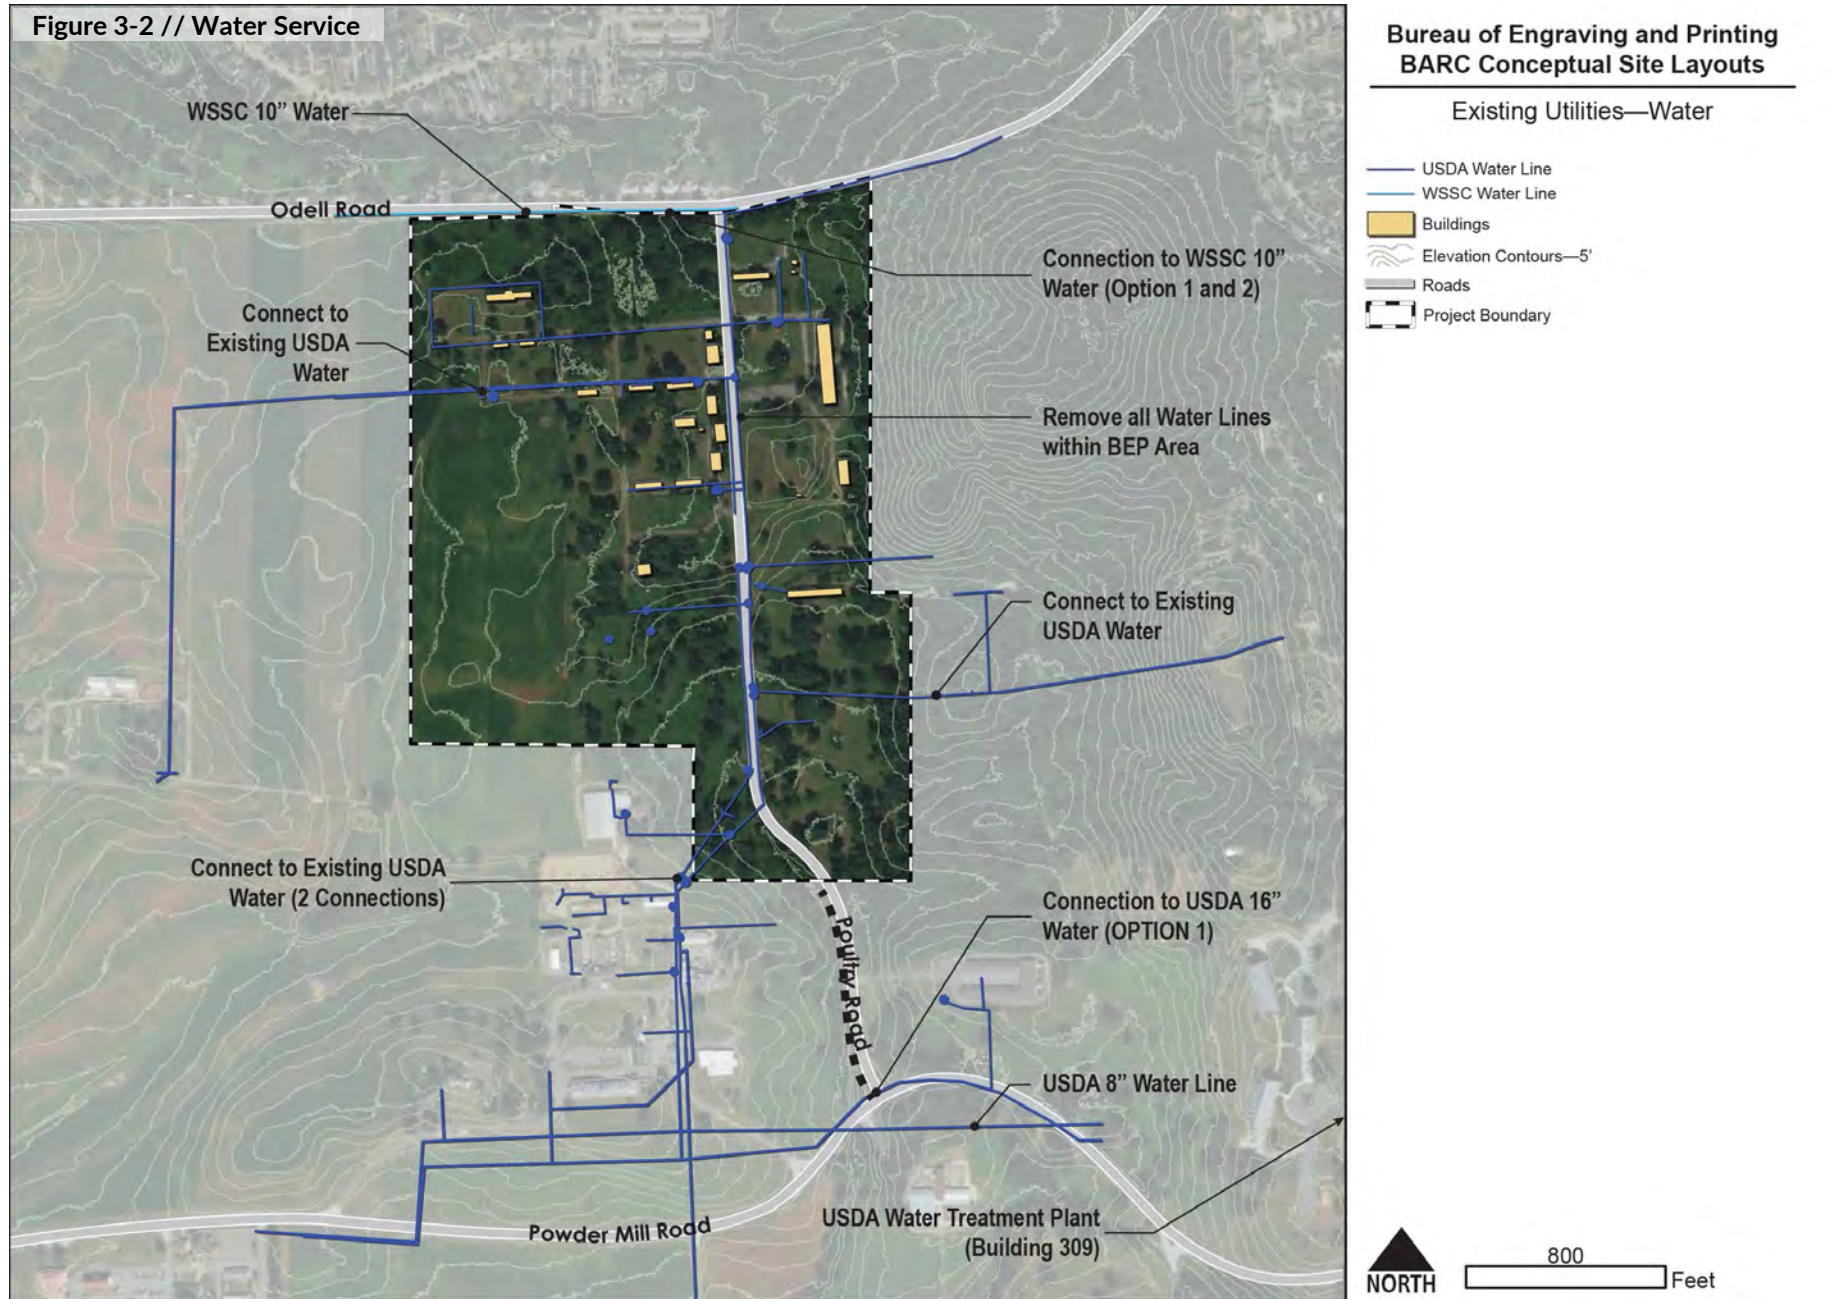 Figure 3-2 // Water Service
Bureau of Engraving and Printing
BARC Conceptual Site Layouts
Existing Utilities—Water
USDA Water Line
WSSC Water Line
Buildings
Elevation Contours—5'
Roads
Project Boundary
WSSC 10” Water
Odell Road
Connection to WSSC 10”
Water (Option 1 and 2)
Connect to
Existing USDA
Water
Remove all Water Lines
within BEP Area
Connect to Existing
USDA Water
Connect to Existing USDA
Water (2 Connections)
Connection to USDA 16”
Water (OPTION 1)
Poultry Road
USDA 8” Water Line
USDA Water Treatment Plant
(Building 309)
Powder Mill Road
NORTH
800
Feet